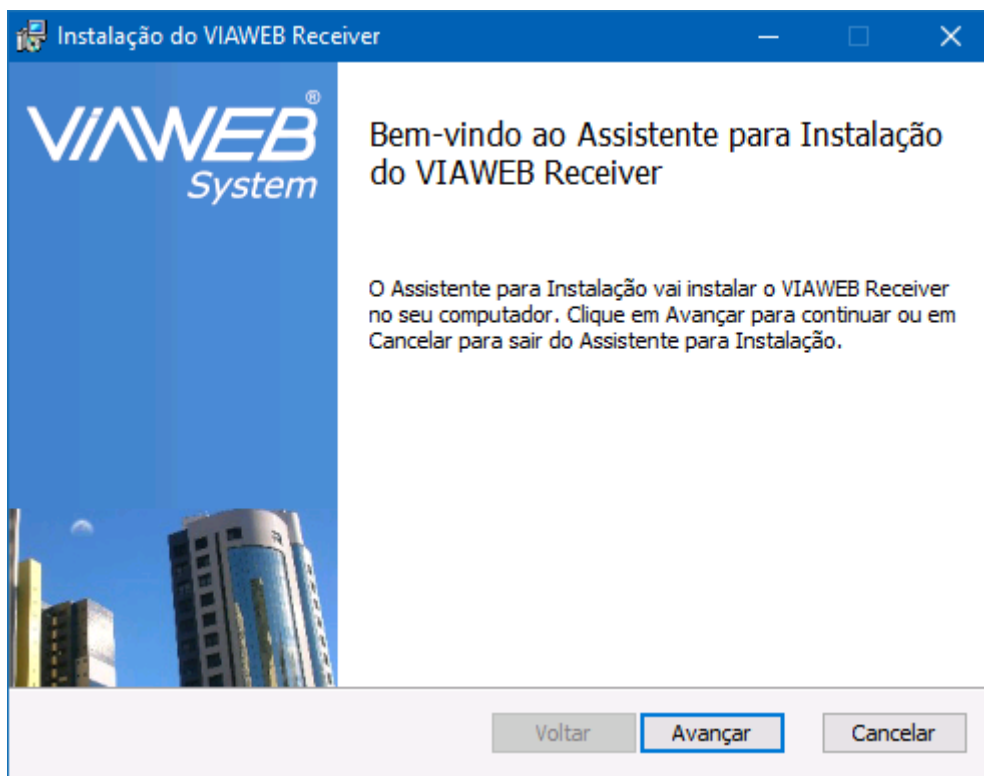 Instalação do VIAWEB Receiver
VIAWEB®
System
Bem-vindo ao Assistente para Instalação
do VIAWEB Receiver
O Assistente para Instalação vai instalar o VIAWEB Receiver
no seu computador. Clique em Avançar para continuar ou em
Cancelar para sair do Assistente para Instalação.
Voltar
Avançar
Cancelar